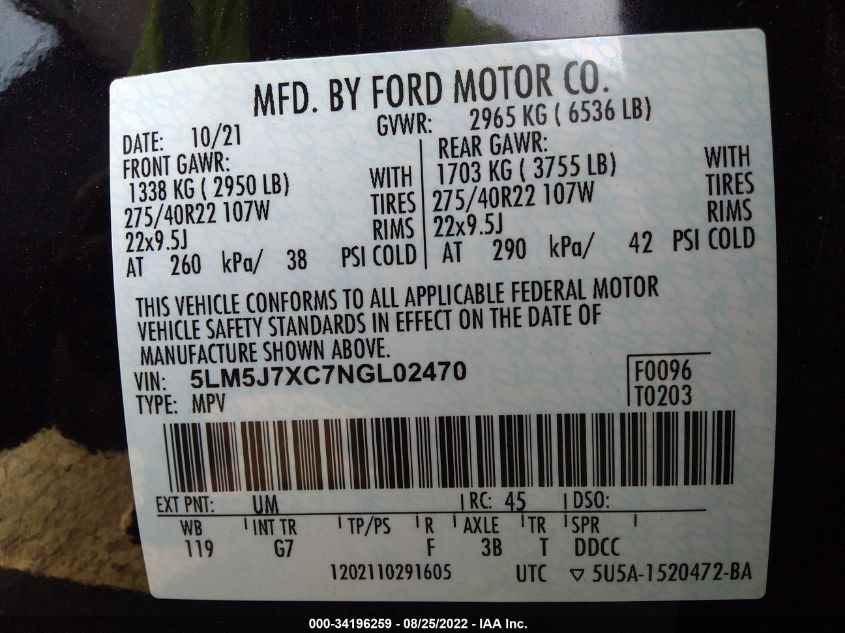 MFD. BY FORD MOTOR CO.
DATE: 10/21 GVWR: 2965 KG ( 6536 LB)
FRONT GAWR: REAR GAWR:
1338 KG ( 2950 LB) WITH 1703 KG ( 3755 LB) WITH
275/40R22 107W TIRES 275/40R22 107W TIRES
22x9.5J RIMS 22x9.5J RIMS
AT 260 kPa/ 38 PSI COLD AT 290 kPa/ 42 PSI COLD
THIS VEHICLE CONFORMS TO ALL APPLICABLE FEDERAL MOTOR
VEHICLE SAFETY STANDARDS IN EFFECT ON THE DATE OF
MANUFACTURE SHOWN ABOVE.
VIN: 5LM5J7XC7NGL02470 F0096
TYPE: MPV T0203
EXT PNT: UM RC: 45 DSO:
WB INT TR TP/PS R AXLE TR SPR
119 G7 F 3B T DDCC
1202110291605 UTC ▽ 5U5A-1520472-BA
000-34196259 - 08/25/2022 - IAA Inc.